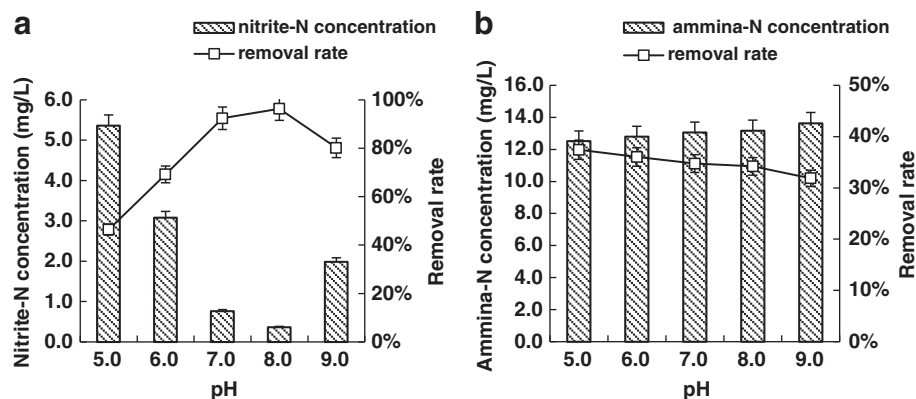 a
nitrite-N concentration
removal rate
Nitrite-N concentration (mg/L)
6.0
5.0
4.0
3.0
2.0
1.0
0.0
100%
80%
60%
40%
20%
0%
Removal rate
5.0 6.0 7.0 8.0 9.0
pH
b
ammina-N concentration
removal rate
Ammina-N concentration (mg/L)
16.0
14.0
12.0
10.0
8.0
6.0
4.0
2.0
0.0
50%
40%
30%
20%
10%
0%
Removal rate
5.0 6.0 7.0 8.0 9.0
pH